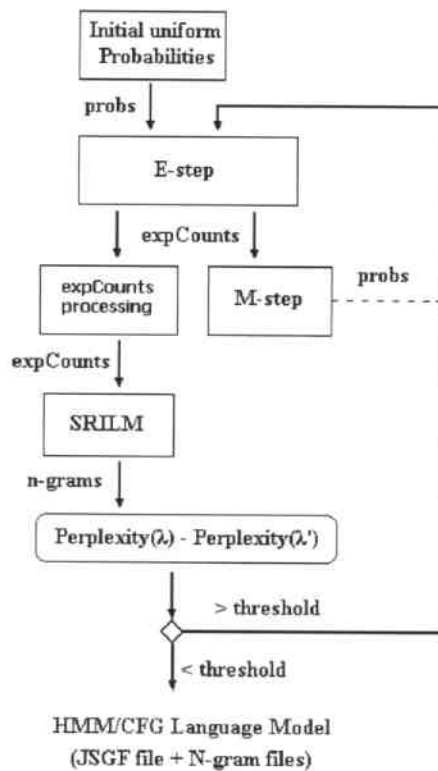 Initial uniform
Probabilities
probs
E-step
expCounts
expCounts
processing
M-step
probs
expCounts
SRILM
n-grams
Perplexity(λ) - Perplexity(λ')
> threshold
< threshold
HMM/CFG Language Model
(JSGF file + N-gram files)